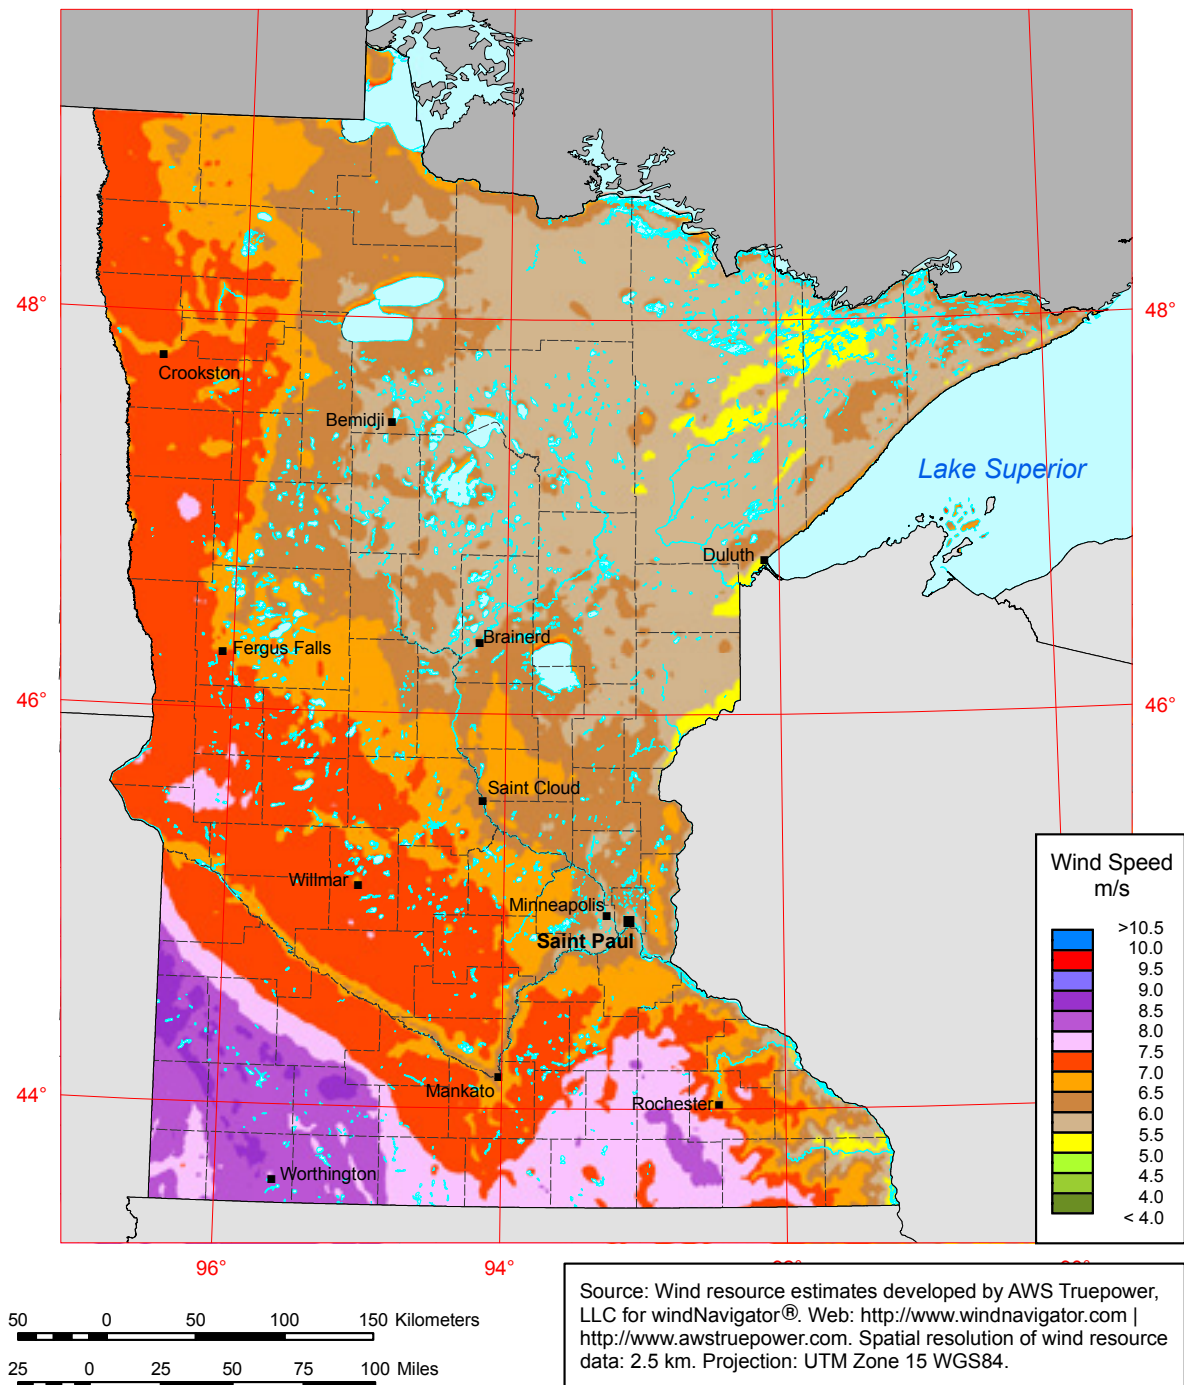 48°
48°
Crookston
Bemidji
Lake Superior
Duluth
Brainerd
Fergus Falls
46°
46°
Saint Cloud
Willmar
Minneapolis
Saint Paul
Mankato
Rochester
44°
Worthington
Wind Speed
m/s
>10.5
10.0
9.5
9.0
8.5
8.0
7.5
7.0
6.5
6.0
5.5
5.0
4.5
4.0
< 4.0
96°
94°
50 0 50 100 150 Kilometers
25 0 25 50 75 100 Miles
Source: Wind resource estimates developed by AWS Truepower,
LLC for windNavigator®. Web: http://www.windnavigator.com |
http://www.awstruepower.com. Spatial resolution of wind resource
data: 2.5 km. Projection: UTM Zone 15 WGS84.